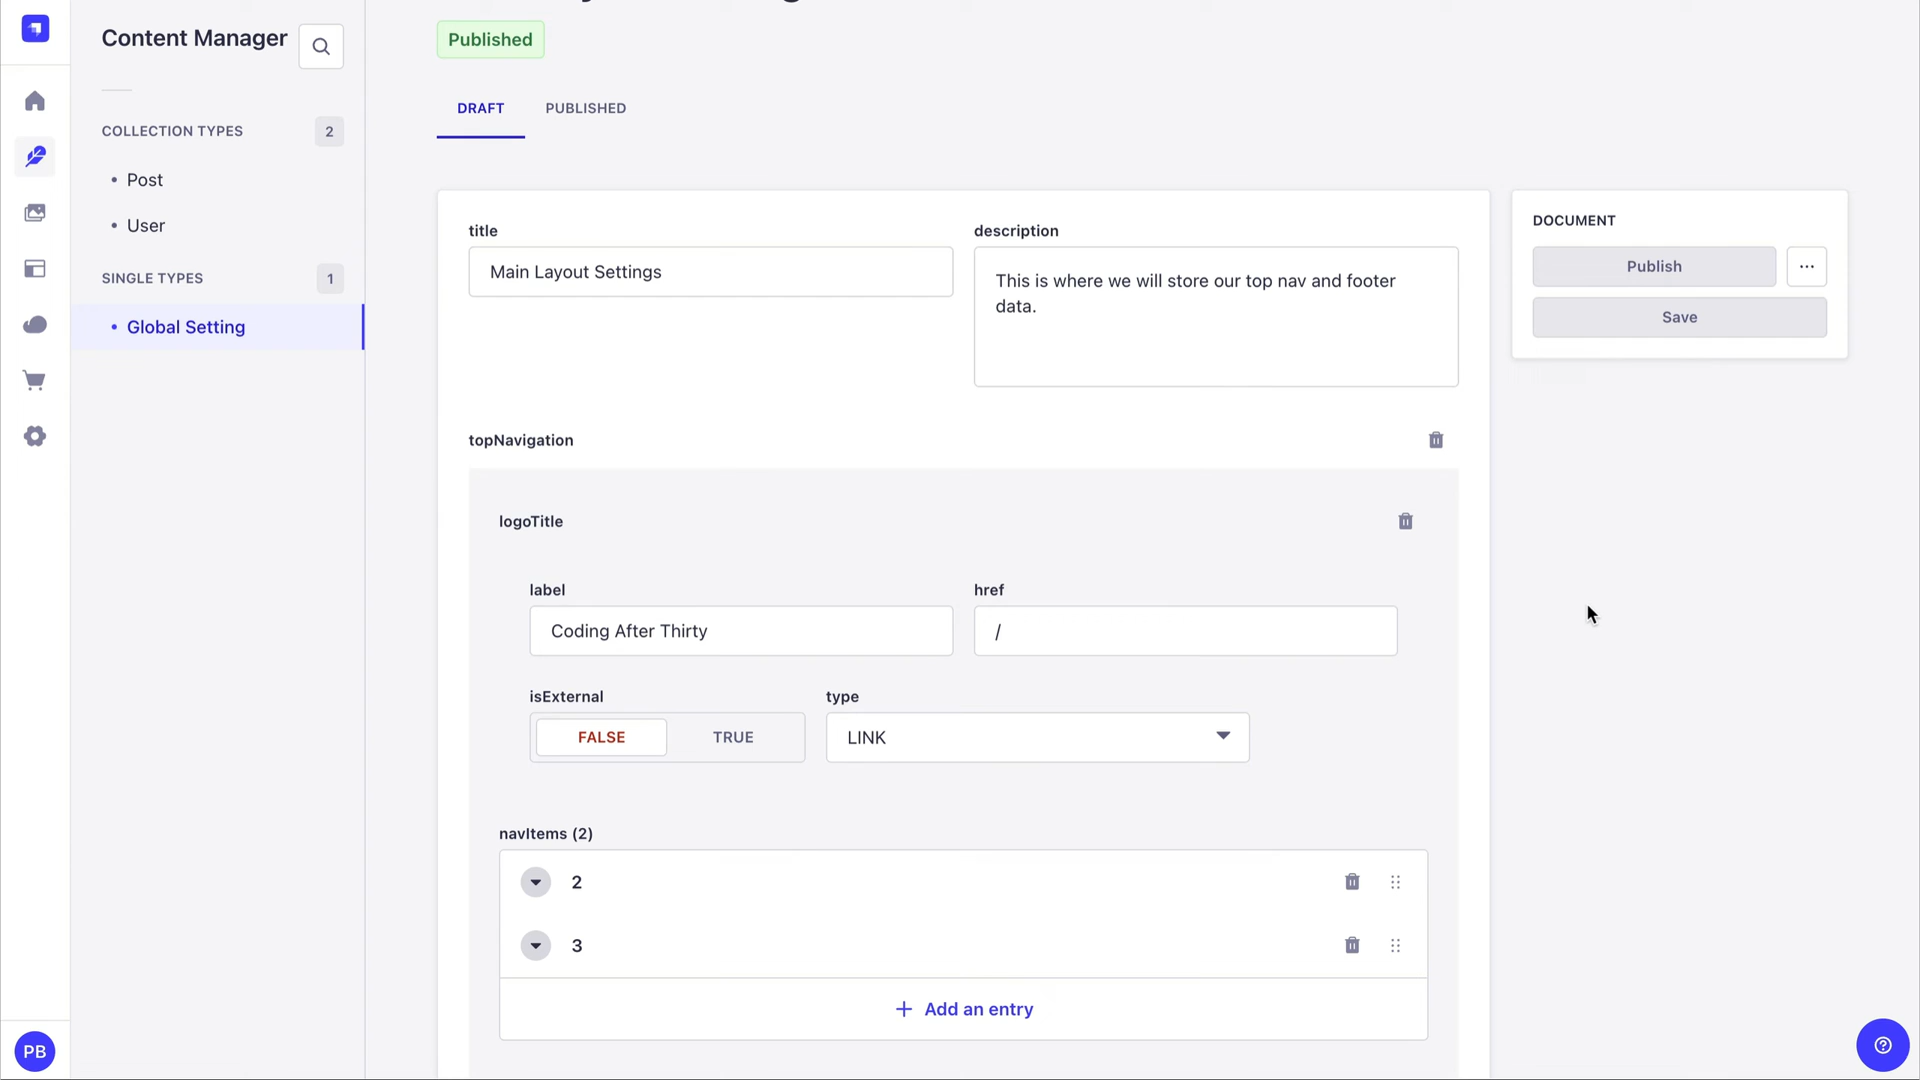 Content Manager
COLLECTION TYPES 2
Post
User
SINGLE TYPES 1
Global Setting
PB
Published
DRAFT PUBLISHED
title
Main Layout Settings
description
This is where we will store our top nav and footer
data.
topNavigation
logoTitle
label
Coding After Thirty
href
/
isExternal
FALSE TRUE
type
LINK
navItems (2)
2
3
Add an entry
DOCUMENT
Publish
Save